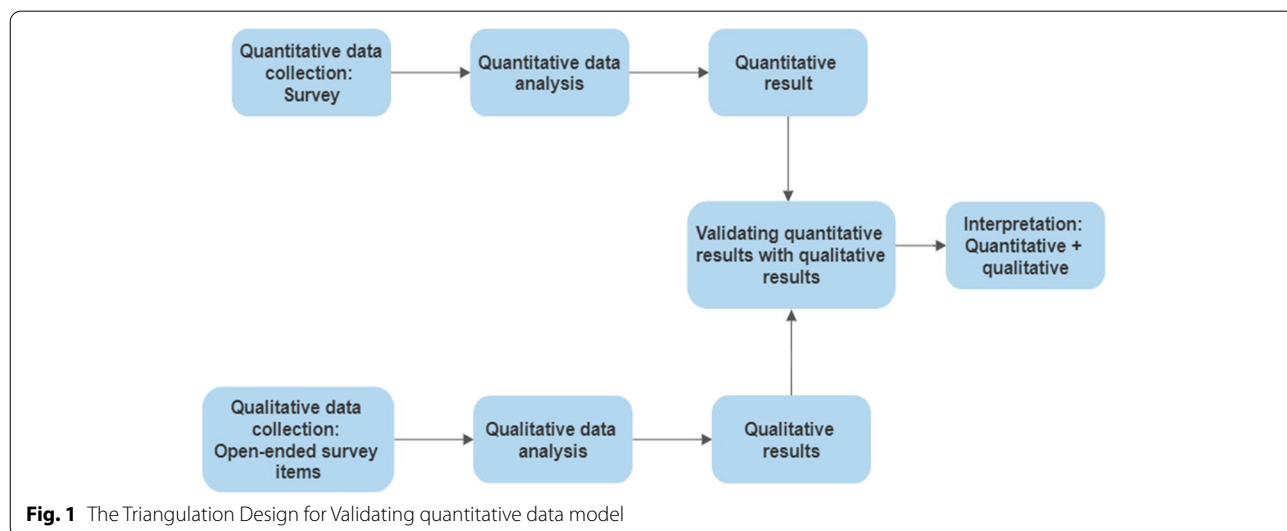 Quantitative data
collection:
Survey
Quantitative data
analysis
Quantitative
result
Validating quantitative
results with qualitative
results
Interpretation:
Quantitative +
qualitative
Qualitative data
collection:
Open-ended survey
items
Qualitative data
analysis
Qualitative
results
Fig. 1 The Triangulation Design for Validating quantitative data model